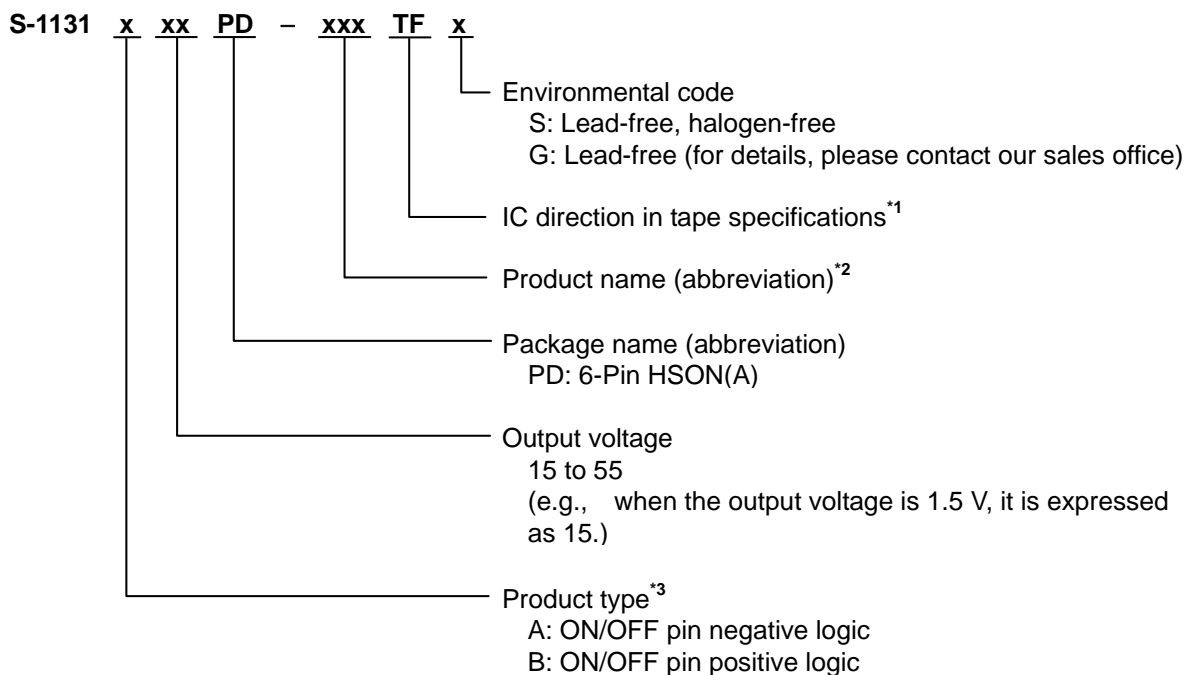 S-1131 x xx PD – xxx TF x
Environmental code
S: Lead-free, halogen-free
G: Lead-free (for details, please contact our sales office)
IC direction in tape specifications*1
Product name (abbreviation)*2
Package name (abbreviation)
PD: 6-Pin HSON(A)
Output voltage
15 to 55
(e.g., when the output voltage is 1.5 V, it is expressed
as 15.)
Product type*3
A: ON/OFF pin negative logic
B: ON/OFF pin positive logic